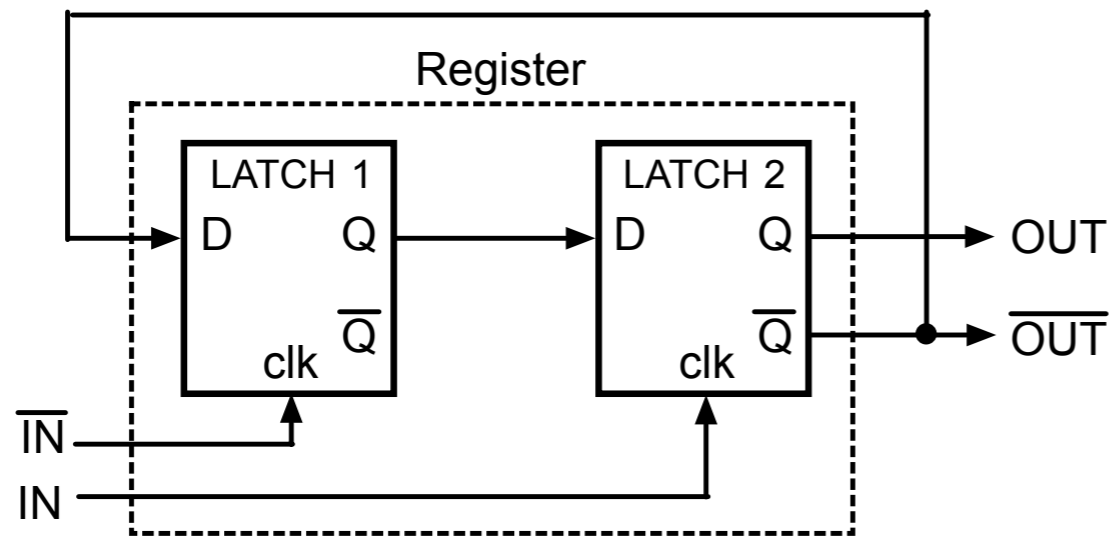 Register
LATCH 1
LATCH 2
D Q
D Q
OUT
Q̅
Q̅
O̅U̅T̅
clk
clk
I̅N̅
IN